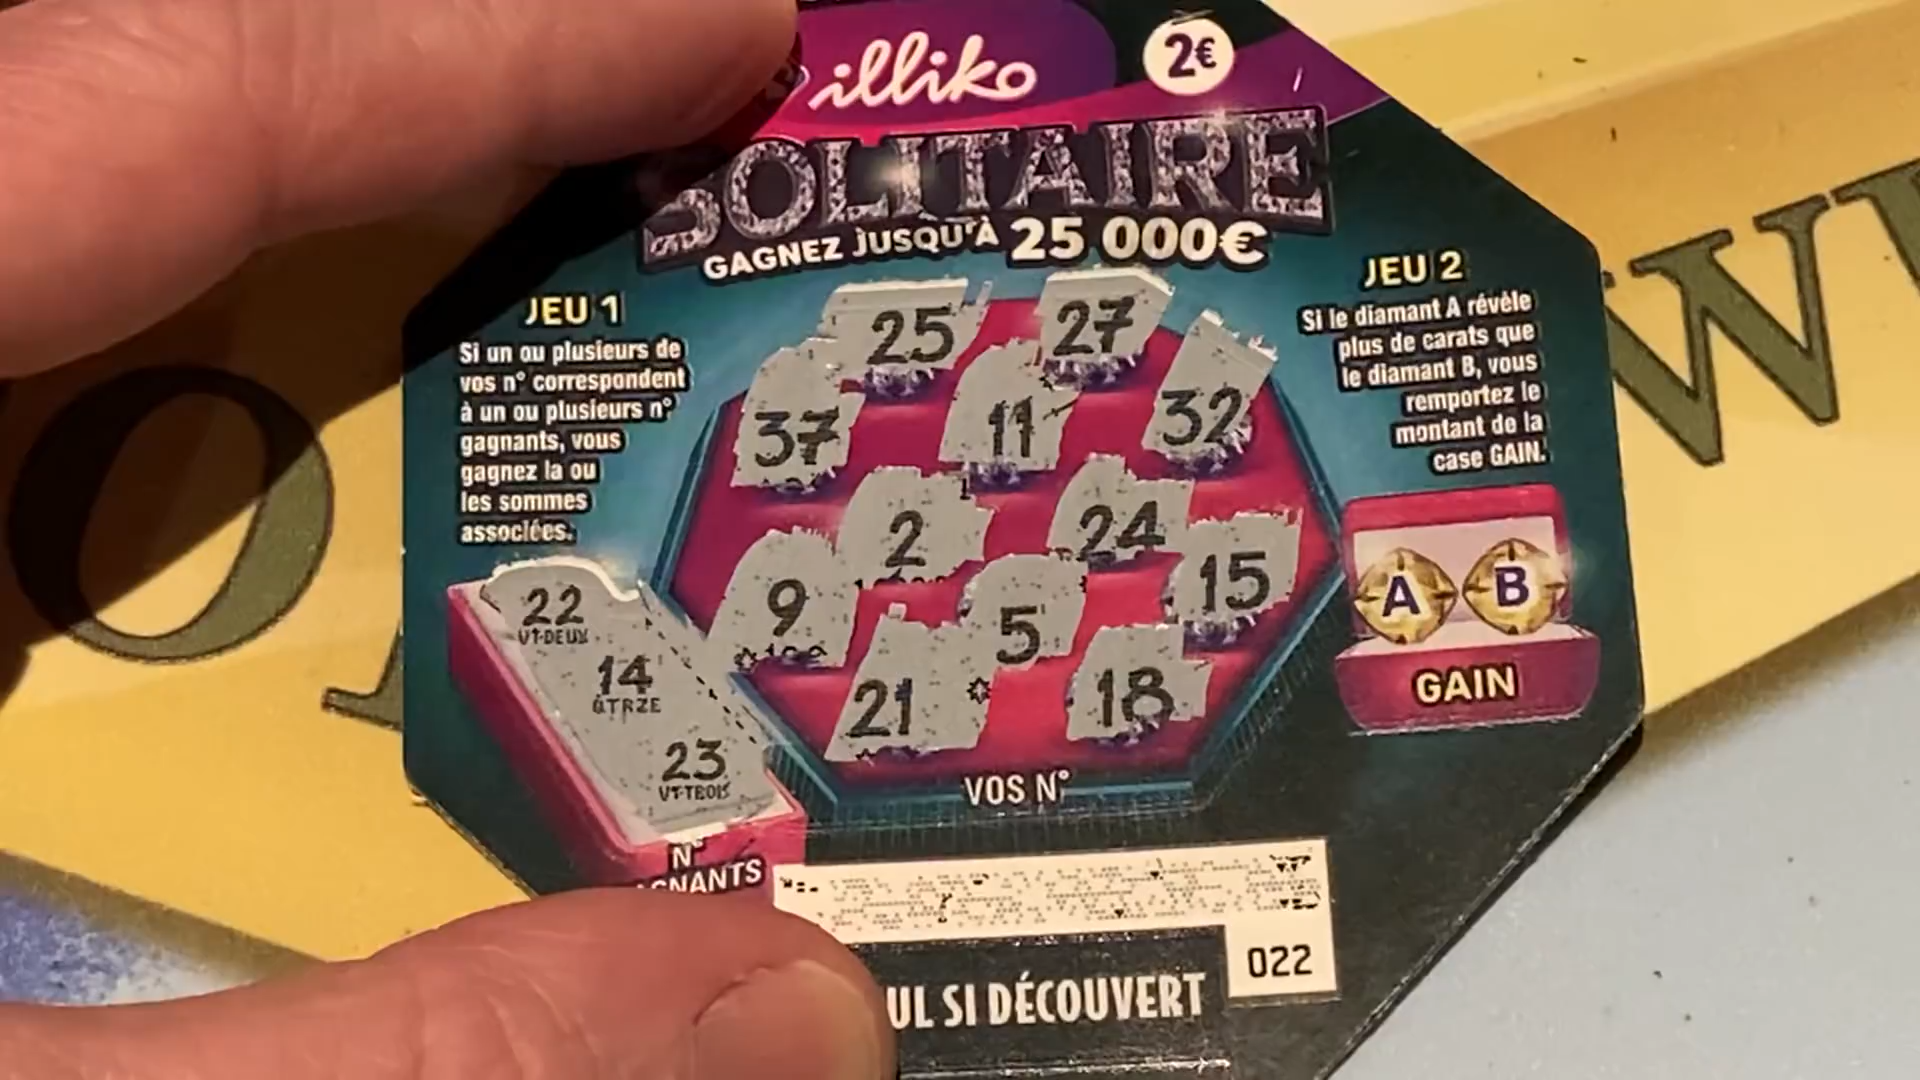 illiko
2€
SOLITAIRE
GAGNEZ JUSQU'À 25 000€
JEU 1
Si un ou plusieurs de
vos n° correspondent
à un ou plusieurs n°
gagnants, vous
gagnez la ou
les sommes
associées.
JEU 2
Si le diamant A révèle
plus de carats que
le diamant B, vous
remportez le
montant de la
case GAIN.
25
27
37
11
32
2
24
9
5
15
21
18
22
VT-DEUX
14
QTRZE
23
VT-TROIS
A
B
GAIN
VOS N°
N°
GNANTS
022
UL SI DÉCOUVERT
O
W